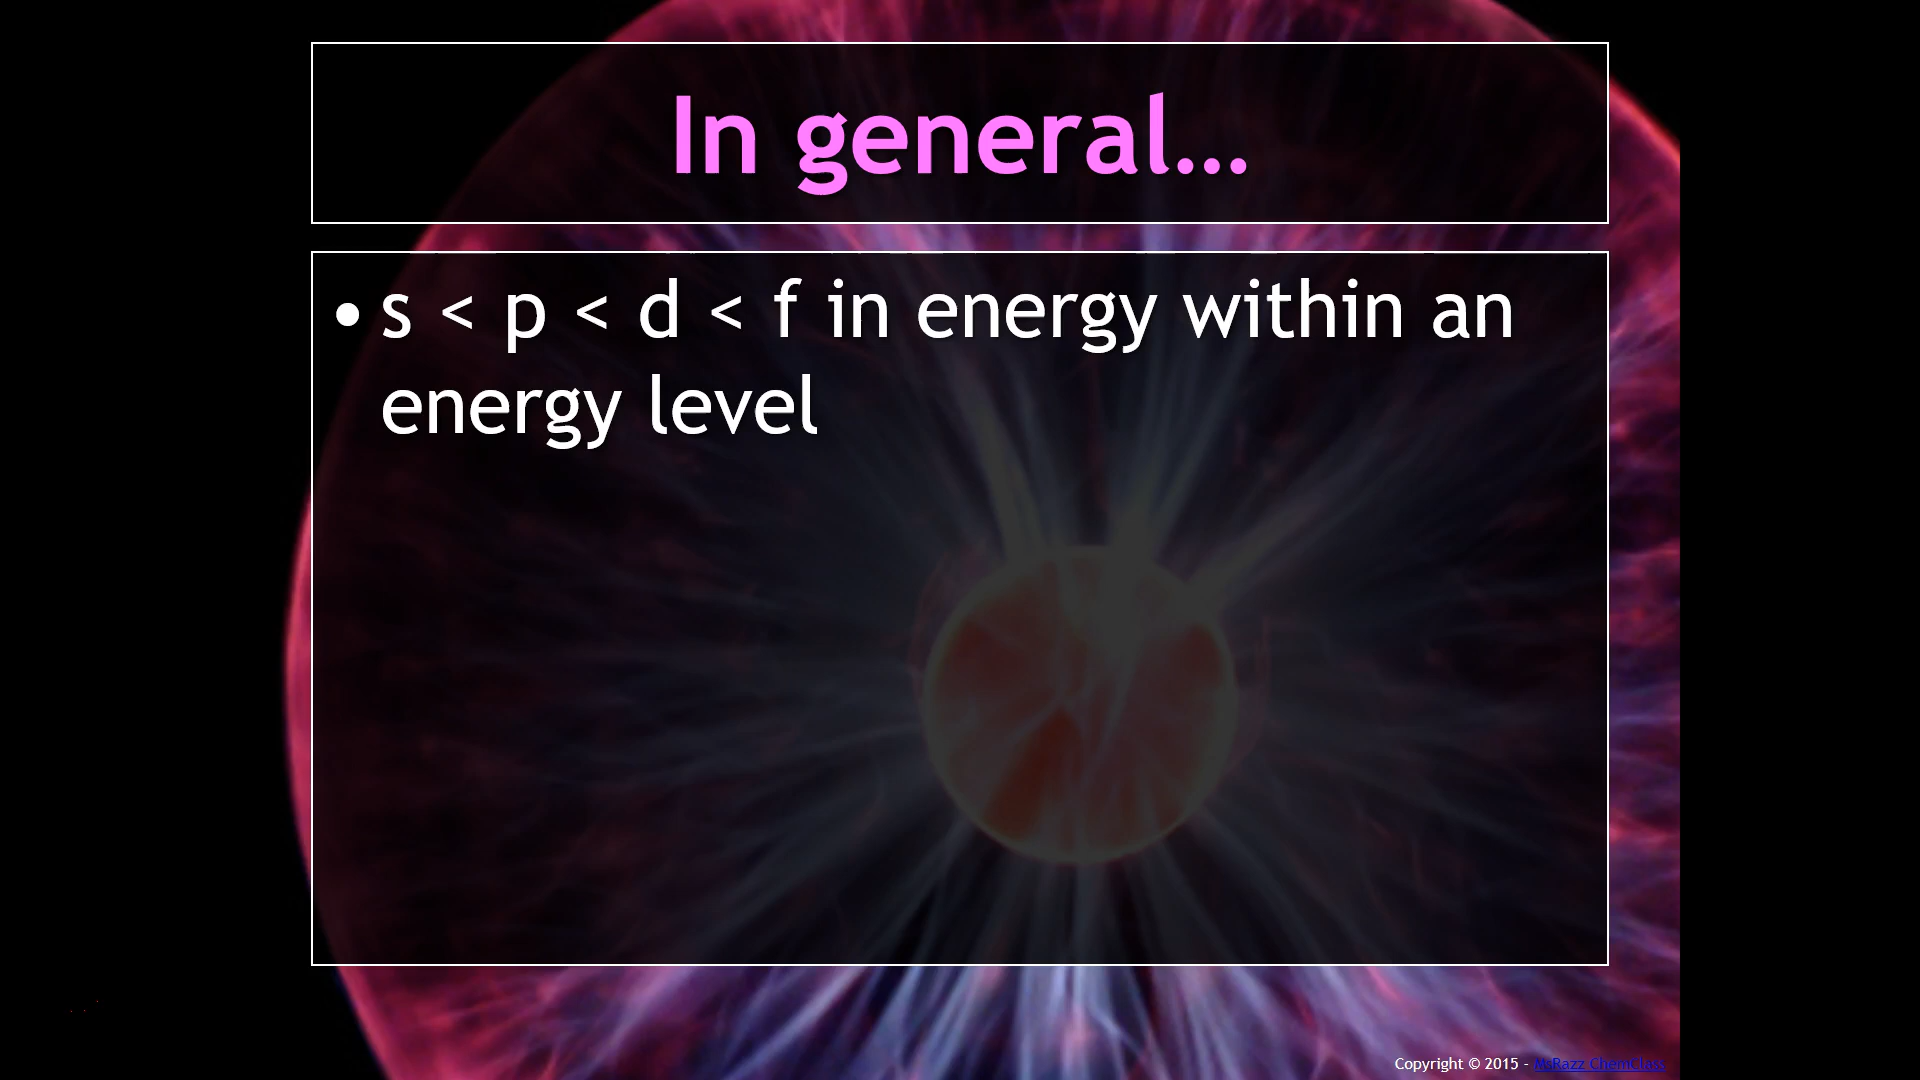 In general…
• s < p < d < f in energy within an
energy level
Copyright © 2015 - MsRazz ChemClass